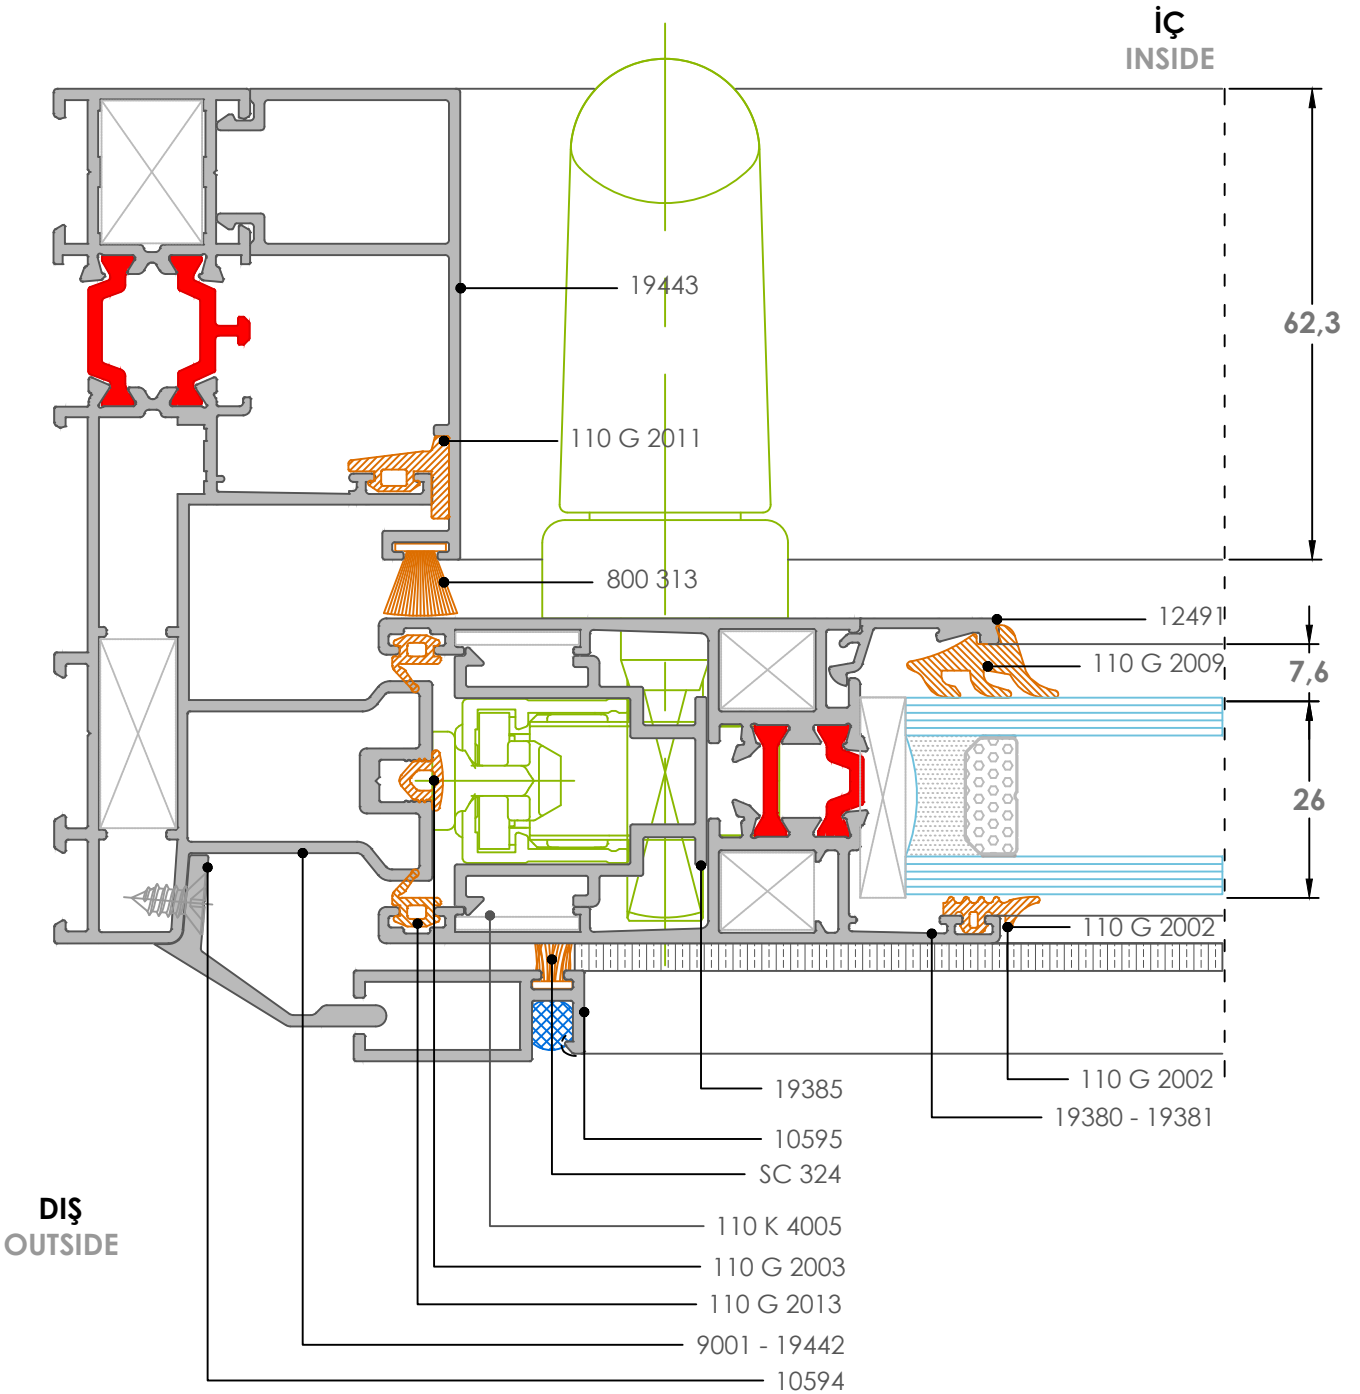 İÇ
INSIDE
19443
62,3
110 G 2011
800 313
12491
110 G 2009
7,6
26
110 G 2002
110 G 2002
19385
19380 - 19381
10595
SC 324
DIŞ
OUTSIDE
110 K 4005
110 G 2003
110 G 2013
9001 - 19442
10594